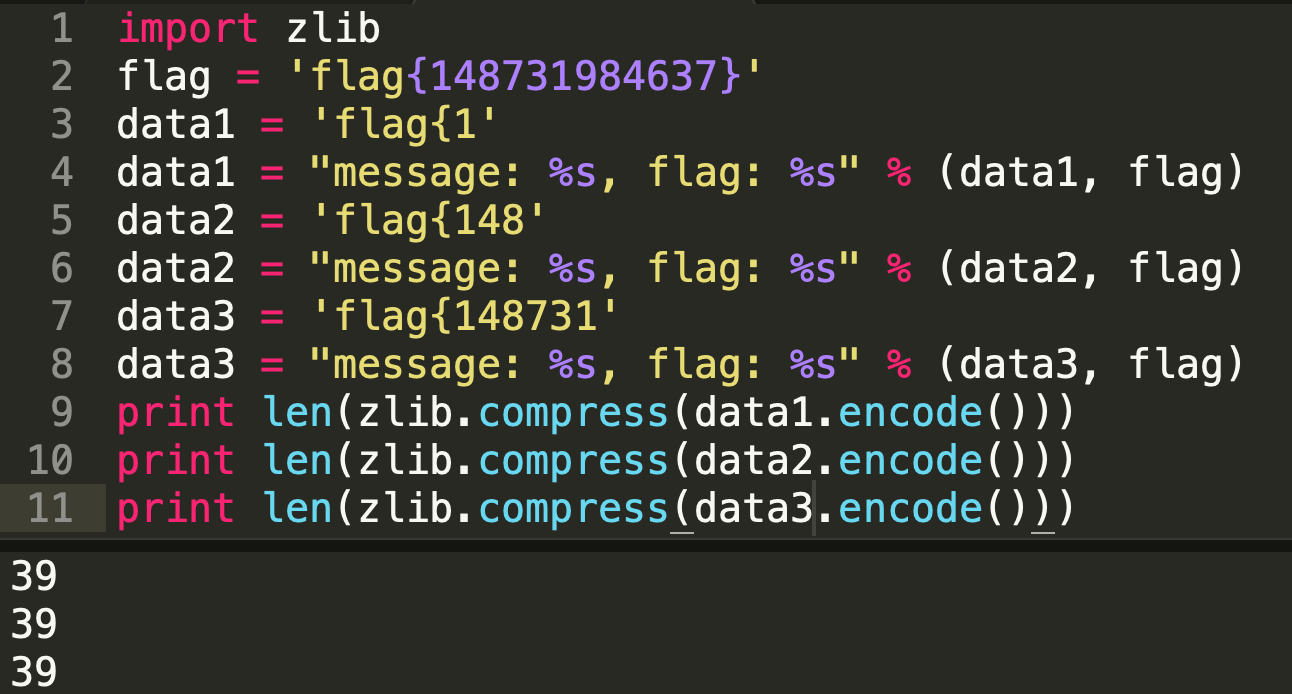 1 import zlib
2 flag = 'flag{148731984637}'
3 data1 = 'flag{1'
4 data1 = "message: %s, flag: %s" % (data1, flag)
5 data2 = 'flag{148'
6 data2 = "message: %s, flag: %s" % (data2, flag)
7 data3 = 'flag{148731'
8 data3 = "message: %s, flag: %s" % (data3, flag)
9 print len(zlib.compress(data1.encode()))
10 print len(zlib.compress(data2.encode()))
11 print len(zlib.compress(data3.encode()))
39
39
39